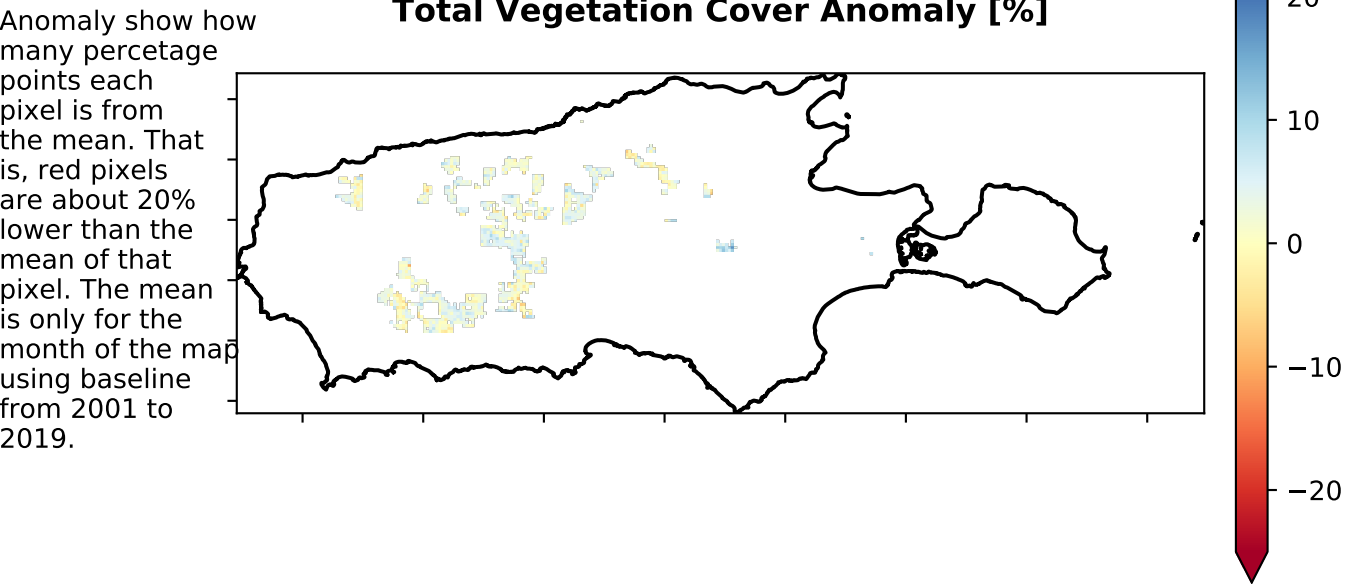 Total Vegetation Cover Anomaly [%]
Anomaly show how
many percetage
points each
pixel is from
the mean. That
is, red pixels
are about 20%
lower than the
mean of that
pixel. The mean
is only for the
month of the map
using baseline
from 2001 to
2019.
20
10
0
−10
−20